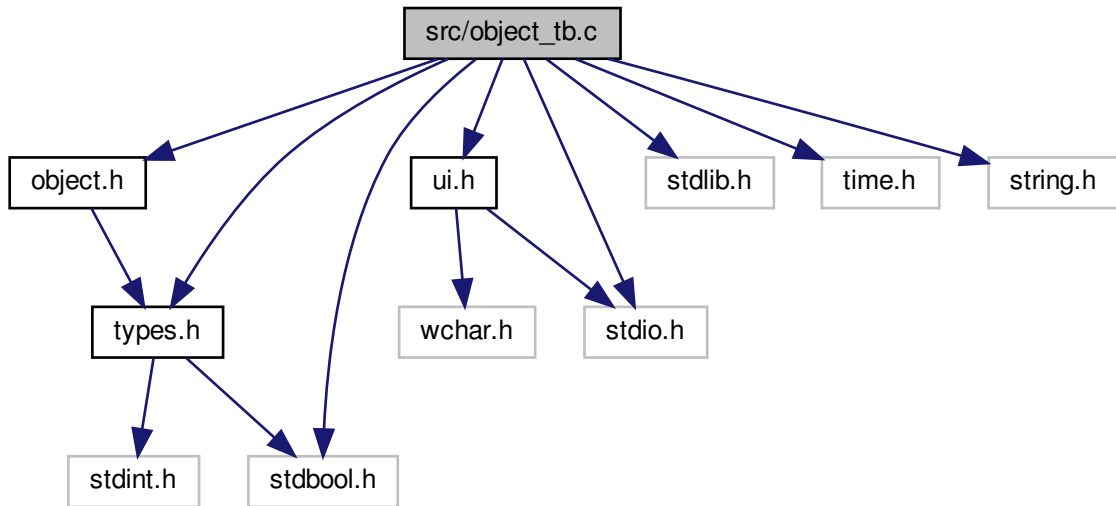 src/object_tb.c
object.h
ui.h
stdlib.h
time.h
string.h
types.h
wchar.h
stdio.h
stdint.h
stdbool.h